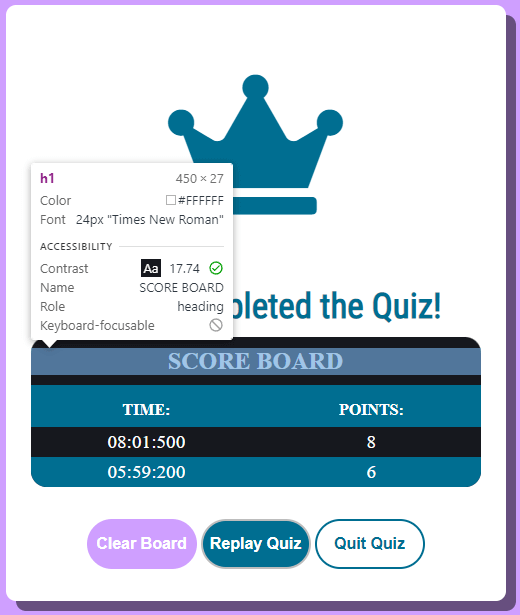 h1 450 × 27
Color #FFFFFF
Font 24px "Times New Roman"
ACCESSIBILITY
Contrast Aa 17.74
Name SCORE BOARD
Role heading
Keyboard-focusable
the Quiz!
SCORE BOARD
TIME: POINTS:
08:01:500 8
05:59:200 6
Clear Board Replay Quiz Quit Quiz